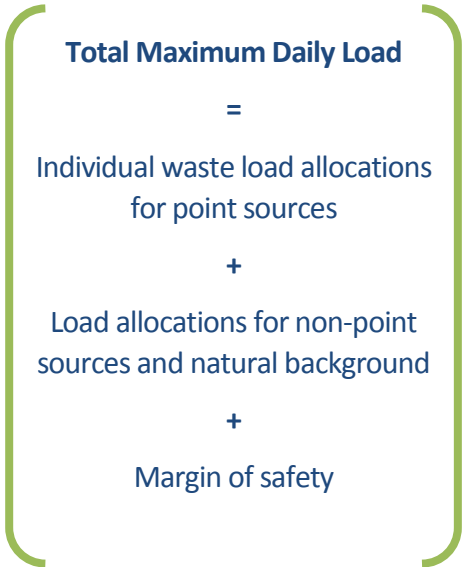 Total Maximum Daily Load
=
Individual waste load allocations
for point sources
+
Load allocations for non-point
sources and natural background
+
Margin of safety